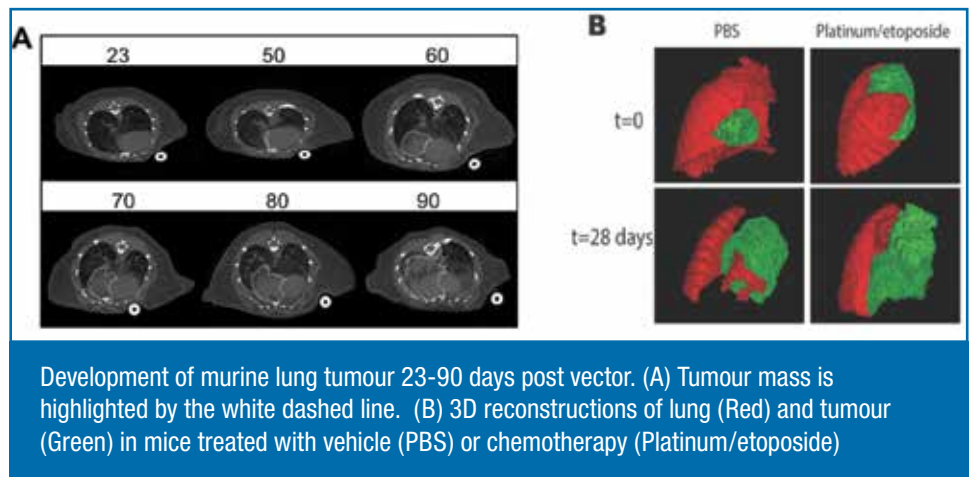 A
23 50 60
70 80 90
B
PBS Platinum/etoposide
t=0
t=28 days
Development of murine lung tumour 23-90 days post vector. (A) Tumour mass is
highlighted by the white dashed line. (B) 3D reconstructions of lung (Red) and tumour
(Green) in mice treated with vehicle (PBS) or chemotherapy (Platinum/etoposide)